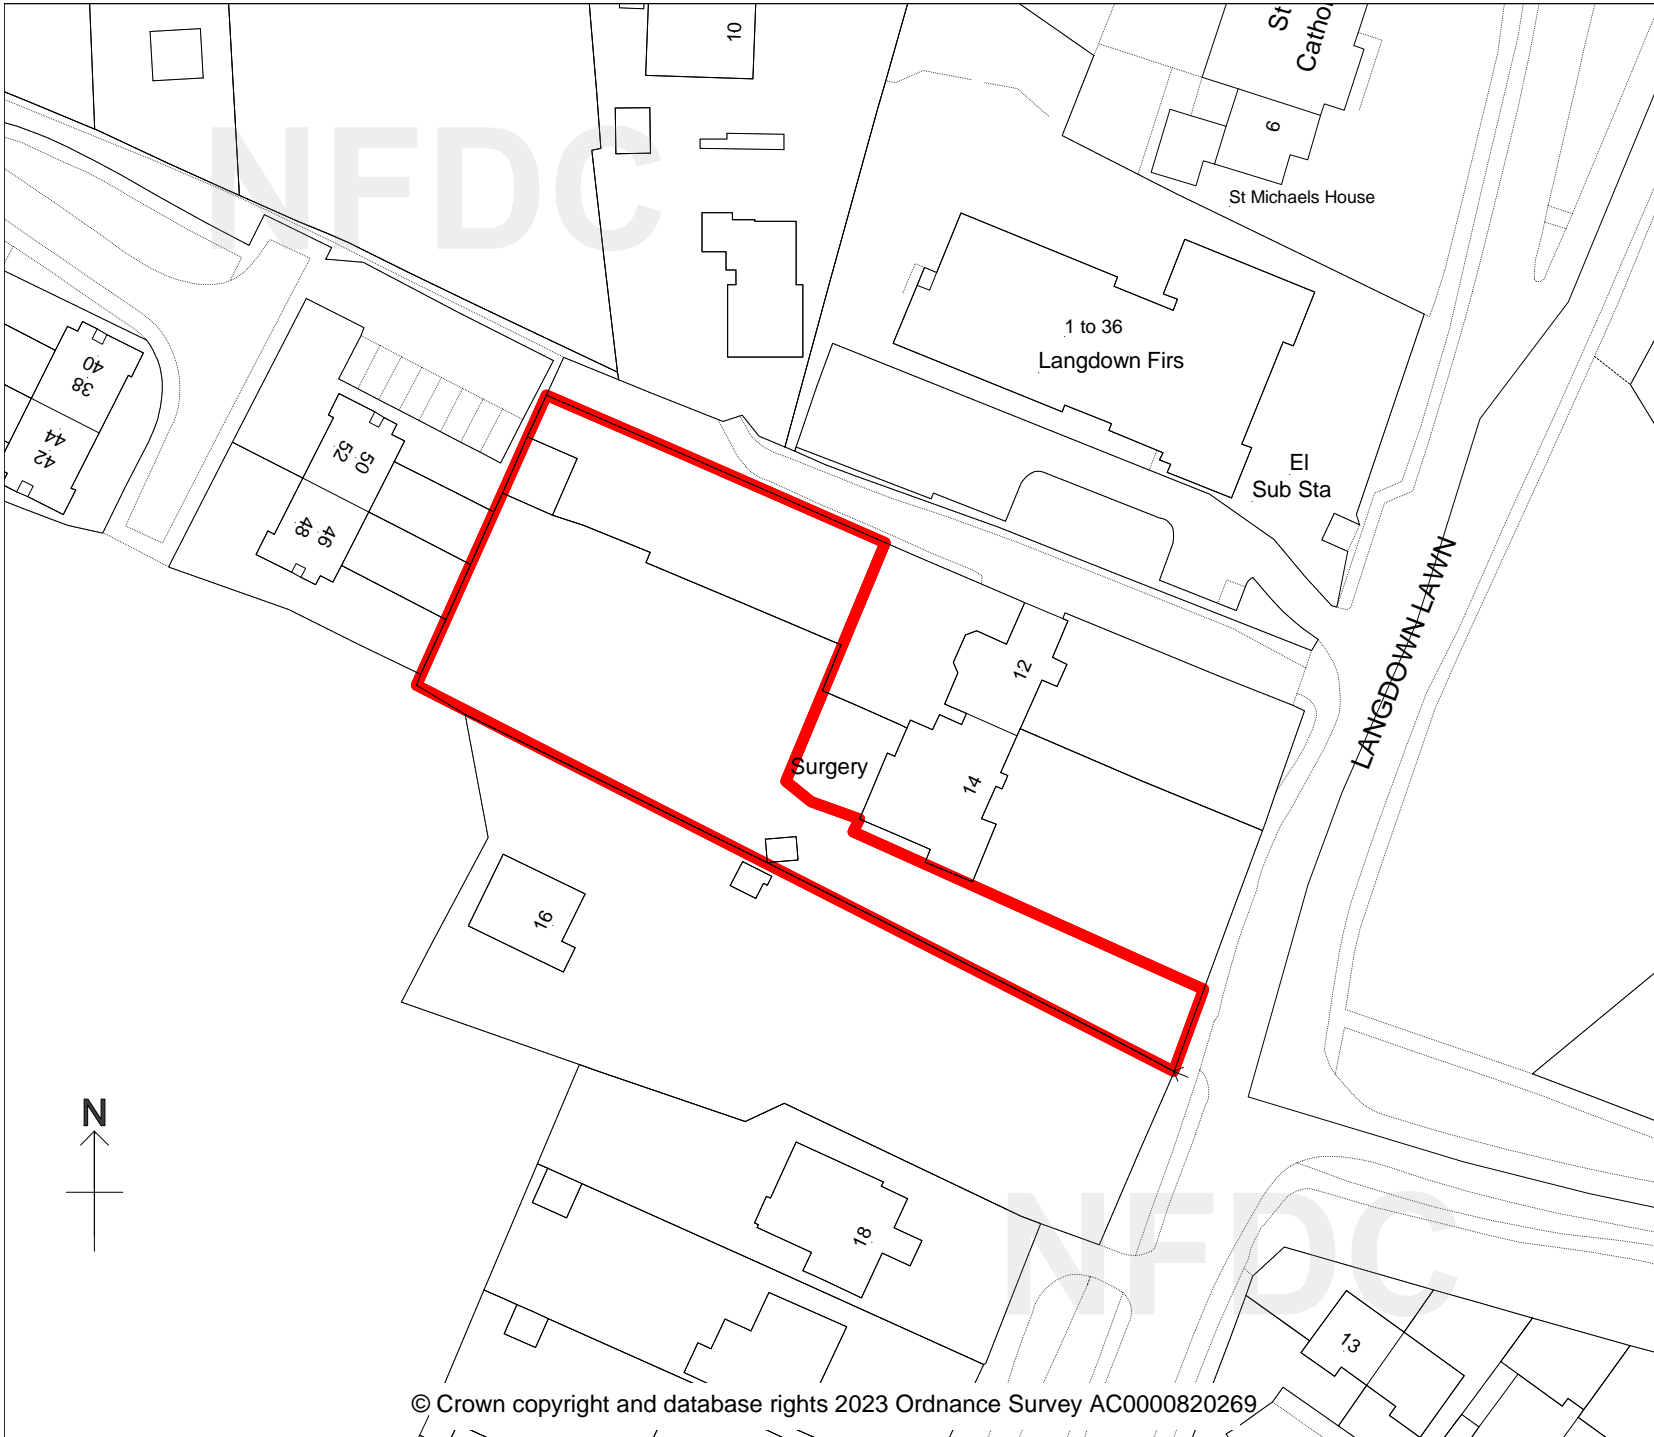 10
St
Cathol
6
St Michaels House
NFDC
1 to 36
Langdown Firs
El
Sub Sta
40
38
44
42
50
52
48
46
LANGDOWN LAWN
12
Surgery
14
16
N
18
NFDC
13
© Crown copyright and database rights 2023 Ordnance Survey AC0000820269